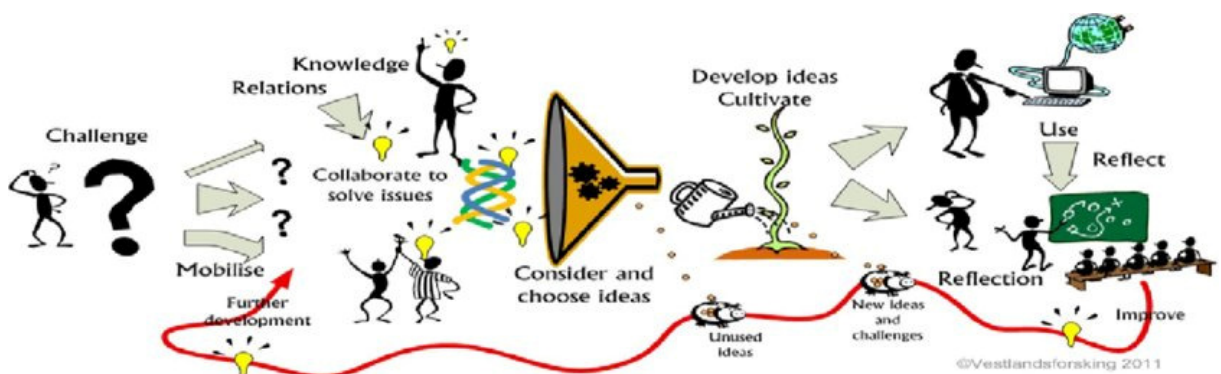 Challenge
?
?
?
?
Mobilise
Knowledge
Relations
Collaborate to
solve issues
Consider and
choose ideas
Develop ideas
Cultivate
Use
Reflect
Reflection
Further
development
Unused
ideas
New ideas
and
challenges
Improve
©Vestlandsforsking 2011